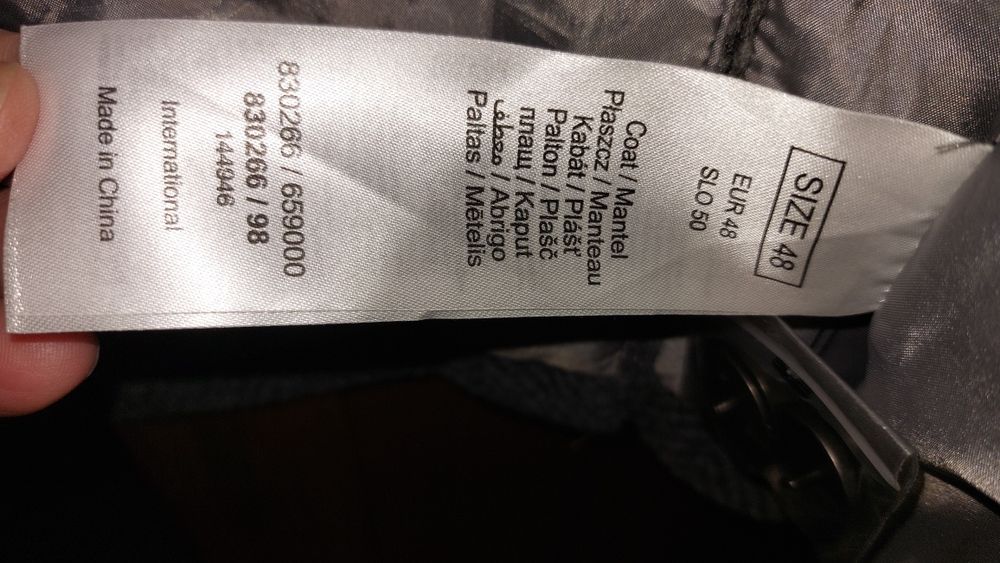 SIZE 48
EUR 48
SLO 50
Coat / Mantel
Płaszcz / Manteau
Kabát / Plášť
Palton / Plašč
плащ / Kaput
معطف / Abrigo
Paltas / Mētelis
830266 / 659000
830266 / 98
144946
International
Made in China